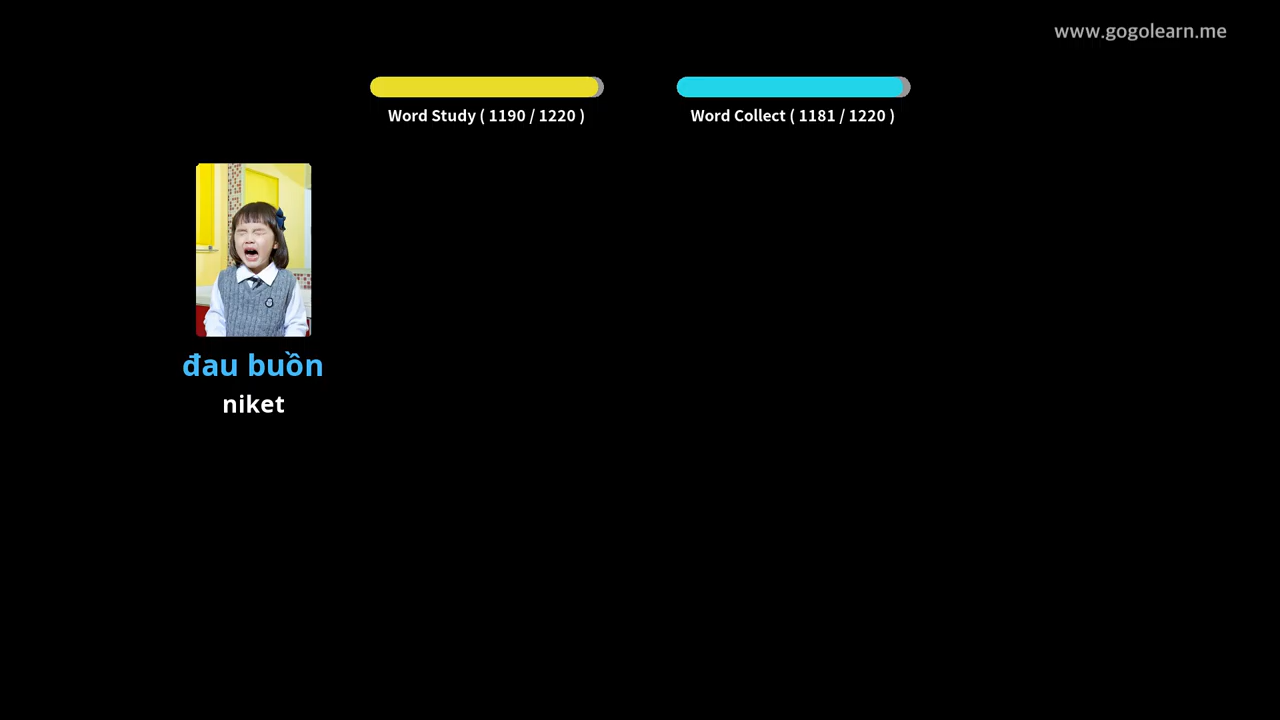 www.gogolearn.me
Word Study ( 1190 / 1220 )
Word Collect ( 1181 / 1220 )
đau buồn
niket